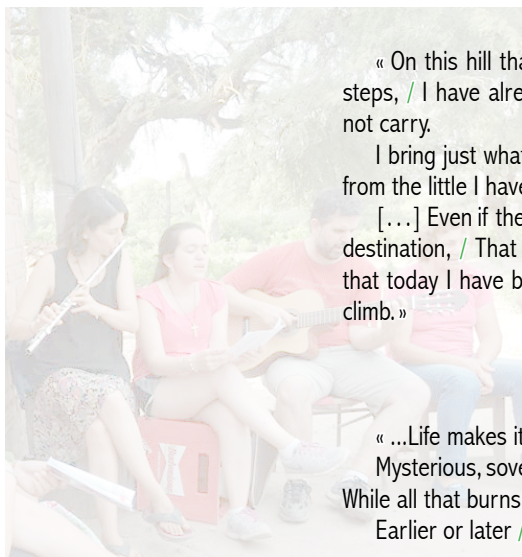 « On this hill tha
steps, / I have alre
not carry.
I bring just what
from the little I have
[…] Even if the
destination, / That
that today I have b
climb. »
« ...Life makes it
Mysterious, sove
While all that burns
Earlier or later /